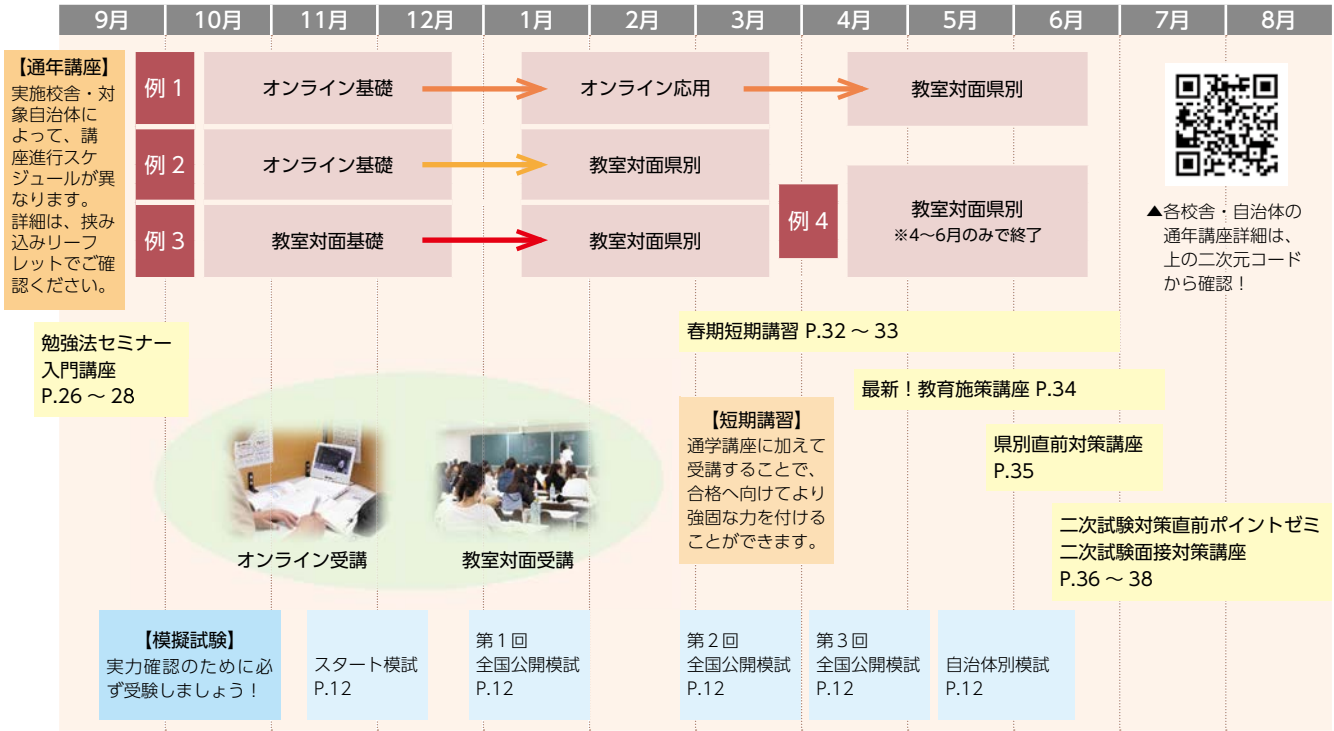 9月 10月 11月 12月 1月 2月 3月 4月 5月 6月 7月 8月
【通年講座】
実施校舎・対
象自治体に
よって、講
座進行スケ
ジュールが異
なります。
詳細は、挟み
込みリーフ
レットでご確
認ください。
例 1
オンライン基礎
オンライン応用
教室対面県別
例 2
オンライン基礎
教室対面県別
例 3
教室対面基礎
教室対面県別
例 4
教室対面県別
※4～6月のみで終了
▲各校舎・自治体の
通年講座詳細は、
上の二次元コード
から確認！
勉強法セミナー
入門講座
P.26 ～ 28
春期短期講習 P.32 ～ 33
最新！教育施策講座 P.34
県別直前対策講座
P.35
二次試験対策直前ポイントゼミ
二次試験面接対策講座
P.36 ～ 38
【短期講習】
通学講座に加えて
受講することで、
合格へ向けてより
強固な力を付ける
ことができます。
オンライン受講
教室対面受講
【模擬試験】
実力確認のために必
ず受験しましょう！
スタート模試
P.12
第１回
全国公開模試
P.12
第２回
全国公開模試
P.12
第３回
全国公開模試
P.12
自治体別模試
P.12